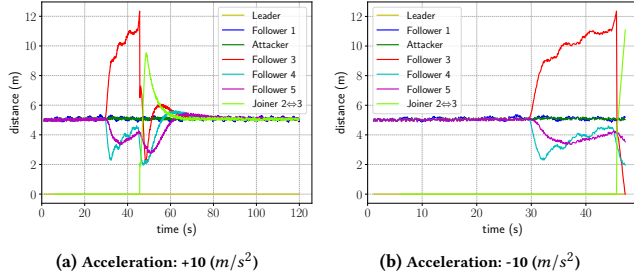 12
10
8
6
4
2
0
distance (m)
Leader
Follower 1
Attacker
Follower 3
Follower 4
Follower 5
Joiner 2⇔3
0 20 40 60 80 100 120
time (s)
(a) Acceleration: +10 (m/s²)
12
10
8
6
4
2
0
distance (m)
Leader
Follower 1
Attacker
Follower 3
Follower 4
Follower 5
Joiner 2⇔3
10 20 30 40
time (s)
(b) Acceleration: -10 (m/s²)